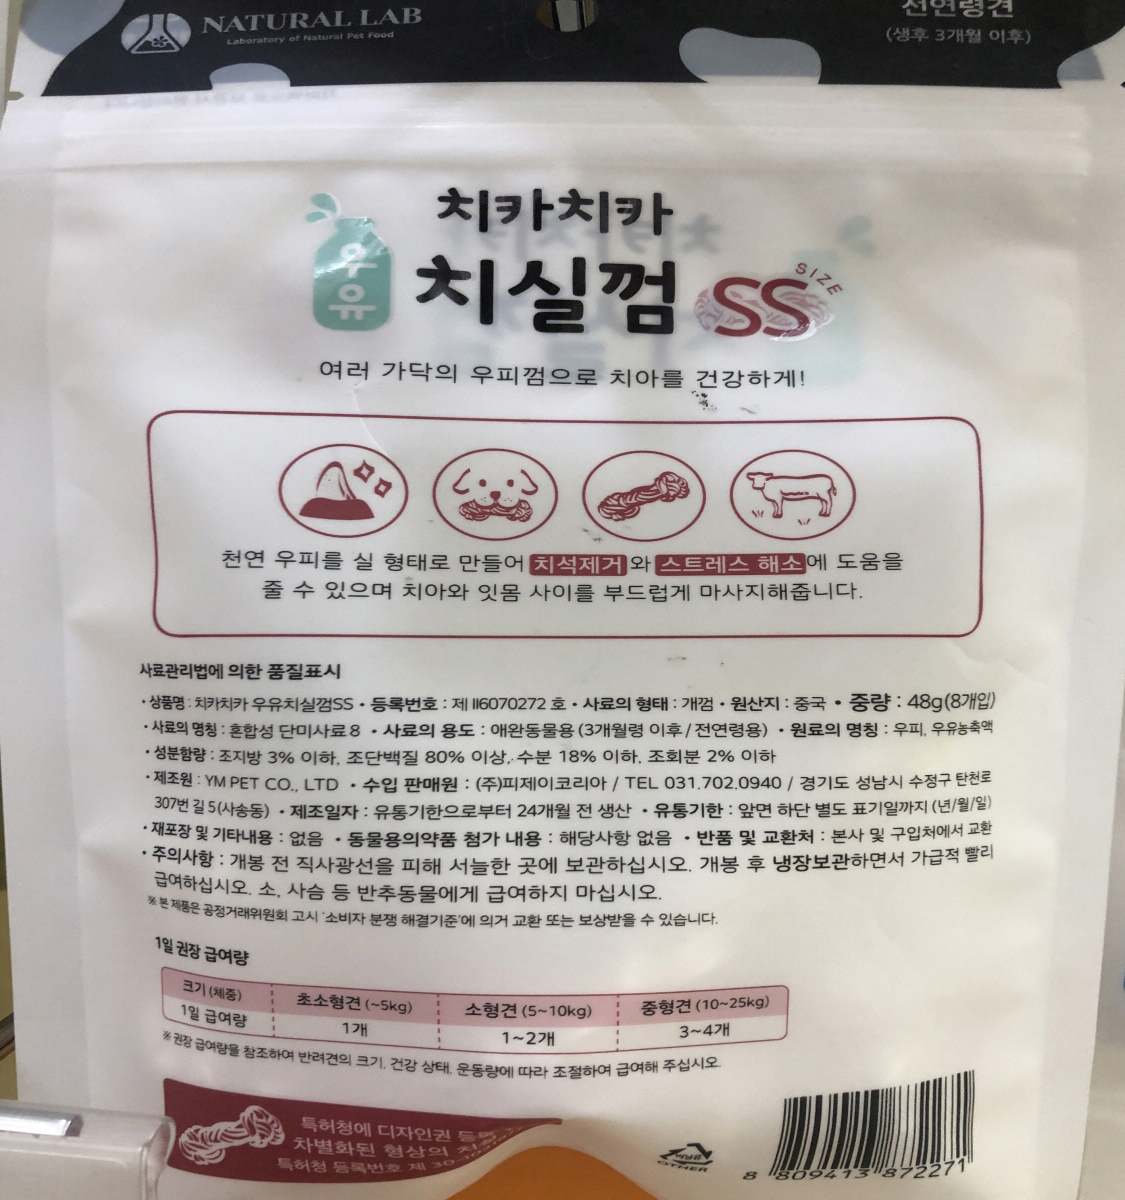 NATURAL LAB
Laboratory of Natural Pet Food
전연령견
(생후 3개월 이후)
치카치카
우유
치실껌 SS
SIZE
여러 가닥의 우피껌으로 치아를 건강하게!
천연 우피를 실 형태로 만들어 치석제거와 스트레스 해소에 도움을
줄 수 있으며 치아와 잇몸 사이를 부드럽게 마사지해줍니다.
사료관리법에 의한 품질표시
• 상품명 : 치카치카 우유치실껌SS • 등록번호 : 제 II6070272 호 • 사료의 형태 : 개껌 • 원산지 : 중국 • 중량 : 48g(8개입)
• 사료의 명칭 : 혼합성 단미사료 8 • 사료의 용도 : 애완동물용 (3개월령 이후 / 전연령용) • 원료의 명칭 : 우피, 우유농축액
• 성분함량 : 조지방 3% 이하, 조단백질 80% 이상, 수분 18% 이하, 조회분 2% 이하
• 제조원 : YM PET CO., LTD • 수입 판매원 : (주)피제이코리아 / TEL 031.702.0940 / 경기도 성남시 수정구 탄천로
307번 길 5(사송동) • 제조일자 : 유통기한으로부터 24개월 전 생산 • 유통기한 : 앞면 하단 별도 표기일까지 (년/월/일)
• 재포장 및 기타내용 : 없음 • 동물용의약품 첨가 내용 : 해당사항 없음 • 반품 및 교환처 : 본사 및 구입처에서 교환
• 주의사항 : 개봉 전 직사광선을 피해 서늘한 곳에 보관하십시오. 개봉 후 냉장보관하면서 가급적 빨리
급여하십시오. 소, 사슴 등 반추동물에게 급여하지 마십시오.
※ 본 제품은 공정거래위원회 고시 '소비자 분쟁 해결기준'에 의거 교환 또는 보상받을 수 있습니다.
1일 권장 급여량
크기 (체중) 초소형견 (~5kg) 소형견 (5~10kg) 중형견 (10~25kg)
1일 급여량 1개 1~2개 3~4개
※ 권장 급여량을 참조하여 반려견의 크기, 건강 상태, 운동량에 따라 조절하여 급여해 주십시오.
특허청에 디자인권 등록
차별화된 형상의
특허청 등록번호 제
비닐류
OTHER
8 809413 872271